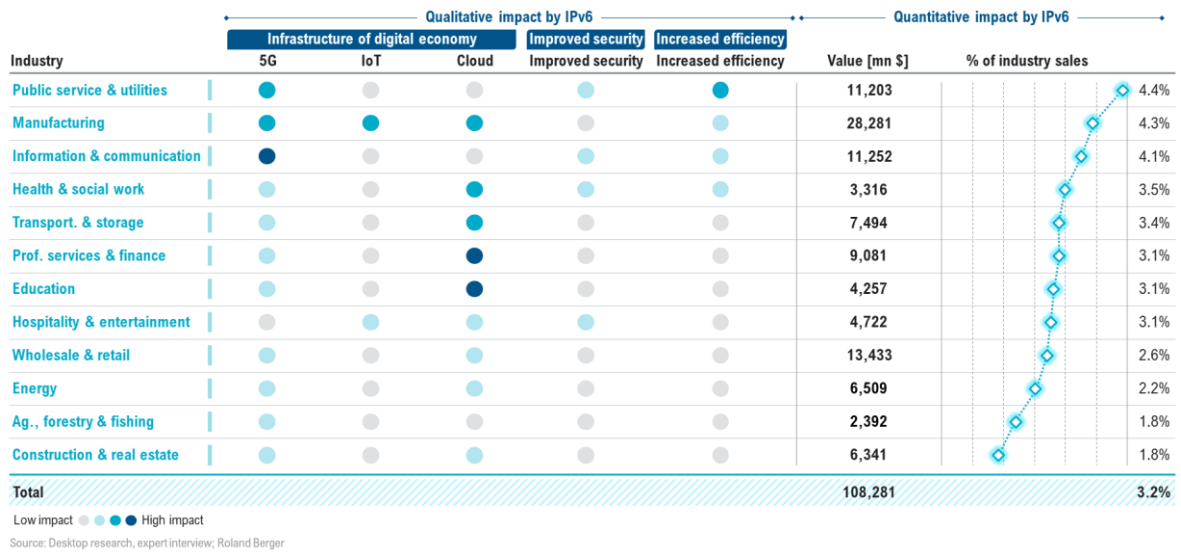 Qualitative impact by IPv6 Quantitative impact by IPv6
Infrastructure of digital economy Improved security Increased efficiency
Industry 5G IoT Cloud Improved security Increased efficiency Value [mn $] % of industry sales
Public service & utilities 11,203 4.4%
Manufacturing 28,281 4.3%
Information & communication 11,252 4.1%
Health & social work 3,316 3.5%
Transport. & storage 7,494 3.4%
Prof. services & finance 9,081 3.1%
Education 4,257 3.1%
Hospitality & entertainment 4,722 3.1%
Wholesale & retail 13,433 2.6%
Energy 6,509 2.2%
Ag., forestry & fishing 2,392 1.8%
Construction & real estate 6,341 1.8%
Total 108,281 3.2%
Low impact High impact
Source: Desktop research, expert interview; Roland Berger